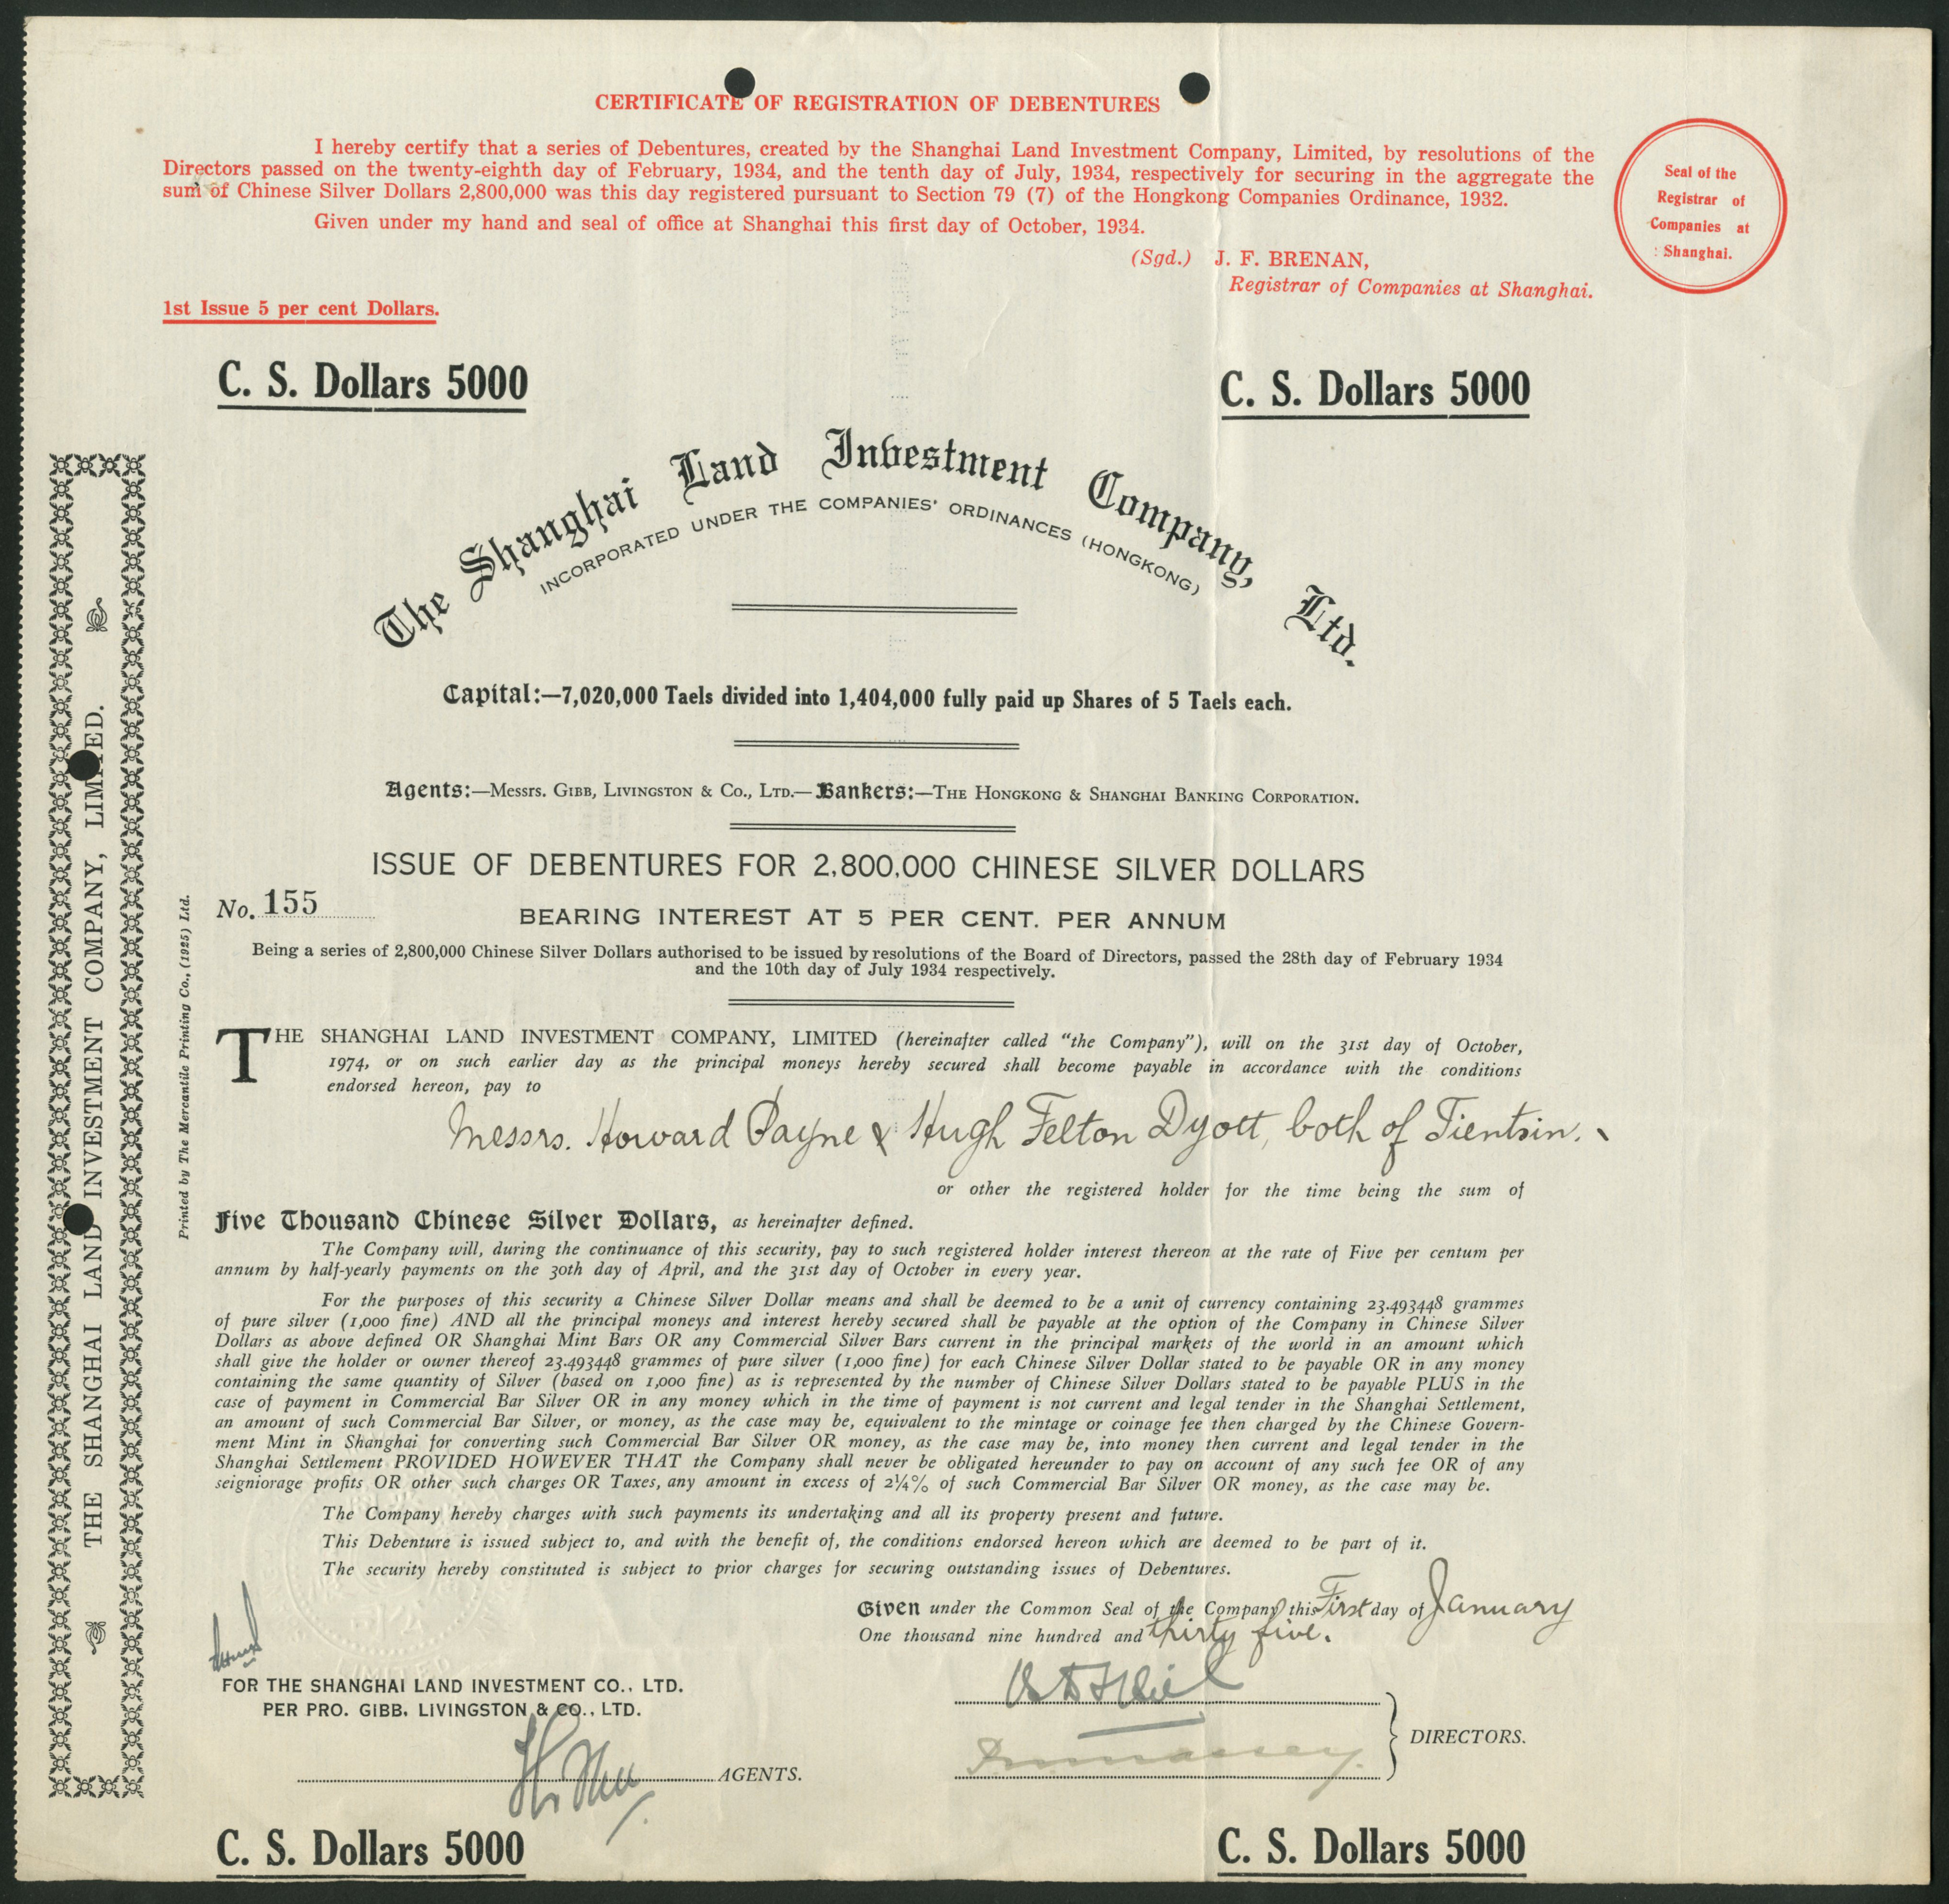 CERTIFICATE OF REGISTRATION OF DEBENTURES
I hereby certify that a series of Debentures, created by the Shanghai Land Investment Company, Limited, by resolutions of the
Directors passed on the twenty-eighth day of February, 1934, and the tenth day of July, 1934, respectively for securing in the aggregate the
sum of Chinese Silver Dollars 2,800,000 was this day registered pursuant to Section 79 (7) of the Hongkong Companies Ordinance, 1932.
Given under my hand and seal of office at Shanghai this first day of October, 1934.
(Sgd.) J. F. BRENAN,
Registrar of Companies at Shanghai.
Seal of the
Registrar of
Companies at
Shanghai.
1st Issue 5 per cent Dollars.
C. S. Dollars 5000
C. S. Dollars 5000
The Shanghai Land Investment Company, Ltd.
INCORPORATED UNDER THE COMPANIES' ORDINANCES (HONGKONG)
Capital:—7,020,000 Taels divided into 1,404,000 fully paid up Shares of 5 Taels each.
Agents:—Messrs. Gibb, Livingston & Co., Ltd.—Bankers:—The Hongkong & Shanghai Banking Corporation.
ISSUE OF DEBENTURES FOR 2,800,000 CHINESE SILVER DOLLARS
No. 155
BEARING INTEREST AT 5 PER CENT. PER ANNUM
Being a series of 2,800,000 Chinese Silver Dollars authorised to be issued by resolutions of the Board of Directors, passed the 28th day of February 1934
and the 10th day of July 1934 respectively.
THE SHANGHAI LAND INVESTMENT COMPANY, LIMITED (hereinafter called "the Company"), will on the 31st day of October,
1974, or on such earlier day as the principal moneys hereby secured shall become payable in accordance with the conditions
endorsed hereon, pay to
Messrs. Howard Payne & Hugh Felton Dyott, both of Tientsin.
or other the registered holder for the time being the sum of
Five Thousand Chinese Silver Dollars, as hereinafter defined.
The Company will, during the continuance of this security, pay to such registered holder interest thereon at the rate of Five per centum per
annum by half-yearly payments on the 30th day of April, and the 31st day of October in every year.
For the purposes of this security a Chinese Silver Dollar means and shall be deemed to be a unit of currency containing 23.493448 grammes
of pure silver (1,000 fine) AND all the principal moneys and interest hereby secured shall be payable at the option of the Company in Chinese Silver
Dollars as above defined OR Shanghai Mint Bars OR any Commercial Silver Bars current in the principal markets of the world in an amount which
shall give the holder or owner thereof 23.493448 grammes of pure silver (1,000 fine) for each Chinese Silver Dollar stated to be payable OR in any money
containing the same quantity of Silver (based on 1,000 fine) as is represented by the number of Chinese Silver Dollars stated to be payable PLUS in the
case of payment in Commercial Bar Silver OR in any money which in the time of payment is not current and legal tender in the Shanghai Settlement,
an amount of such Commercial Bar Silver, or money, as the case may be, equivalent to the mintage or coinage fee then charged by the Chinese Govern-
ment Mint in Shanghai for converting such Commercial Bar Silver OR money, as the case may be, into money then current and legal tender in the
Shanghai Settlement PROVIDED HOWEVER THAT the Company shall never be obligated hereunder to pay on account of any such fee OR of any
seigniorage profits OR other such charges OR Taxes, any amount in excess of 2¼% of such Commercial Bar Silver OR money, as the case may be.
The Company hereby charges with such payments its undertaking and all its property present and future.
This Debenture is issued subject to, and with the benefit of, the conditions endorsed hereon which are deemed to be part of it.
The security hereby constituted is subject to prior charges for securing outstanding issues of Debentures.
Given under the Common Seal of the Company this First day of January
One thousand nine hundred and thirty five.
FOR THE SHANGHAI LAND INVESTMENT CO., LTD.
PER PRO. GIBB, LIVINGSTON & CO., LTD.
AGENTS.
DIRECTORS.
C. S. Dollars 5000
C. S. Dollars 5000
THE SHANGHAI LAND INVESTMENT COMPANY, LIMITED.
Printed by The Mercantile Printing Co., (1925) Ltd.